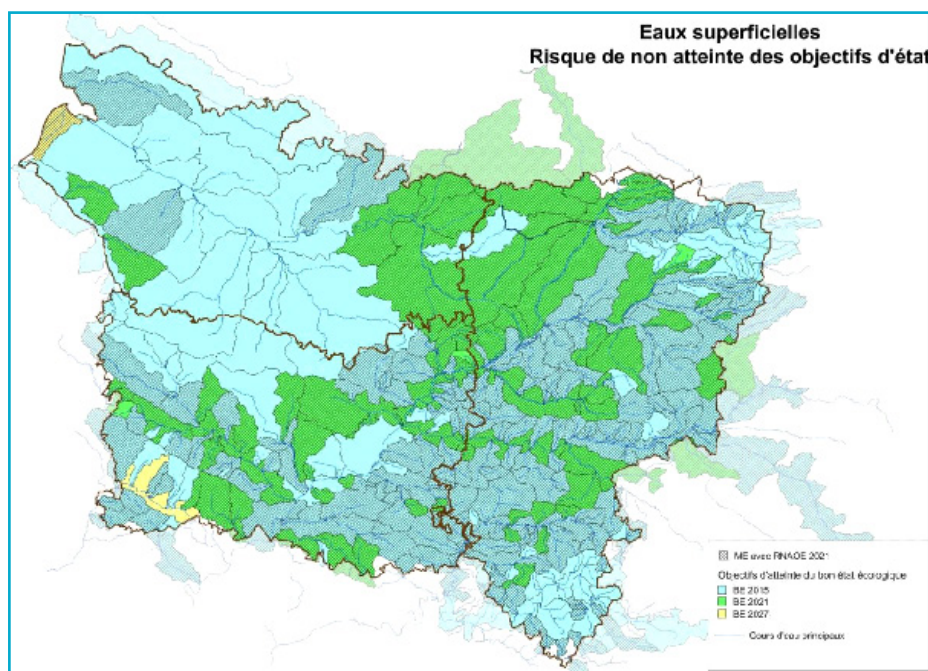 Eaux superficielles
Risque de non atteinte des objectifs d'état
ME avec RNAOE 2021
Objectifs d'atteinte du bon état écologique
BE 2015
BE 2021
BE 2027
Cours d'eau principaux